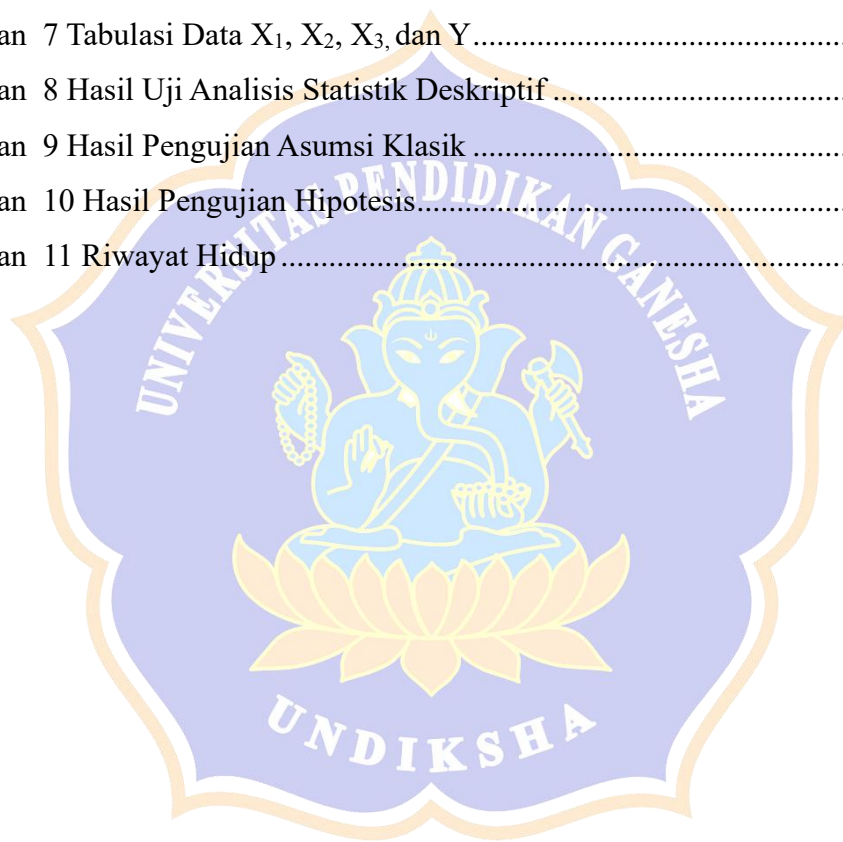 an 7 Tabulasi Data X₁, X₂, X₃, dan Y..........................................................
an 8 Hasil Uji Analisis Statistik Deskriptif .............................................
an 9 Hasil Pengujian Asumsi Klasik ..........................................................
an 10 Hasil Pengujian Hipotesis..................................................................
an 11 Riwayat Hidup ...................................................................................
UNIVERSITAS PENDIDIKAN GANESHA
UNDIKSHA